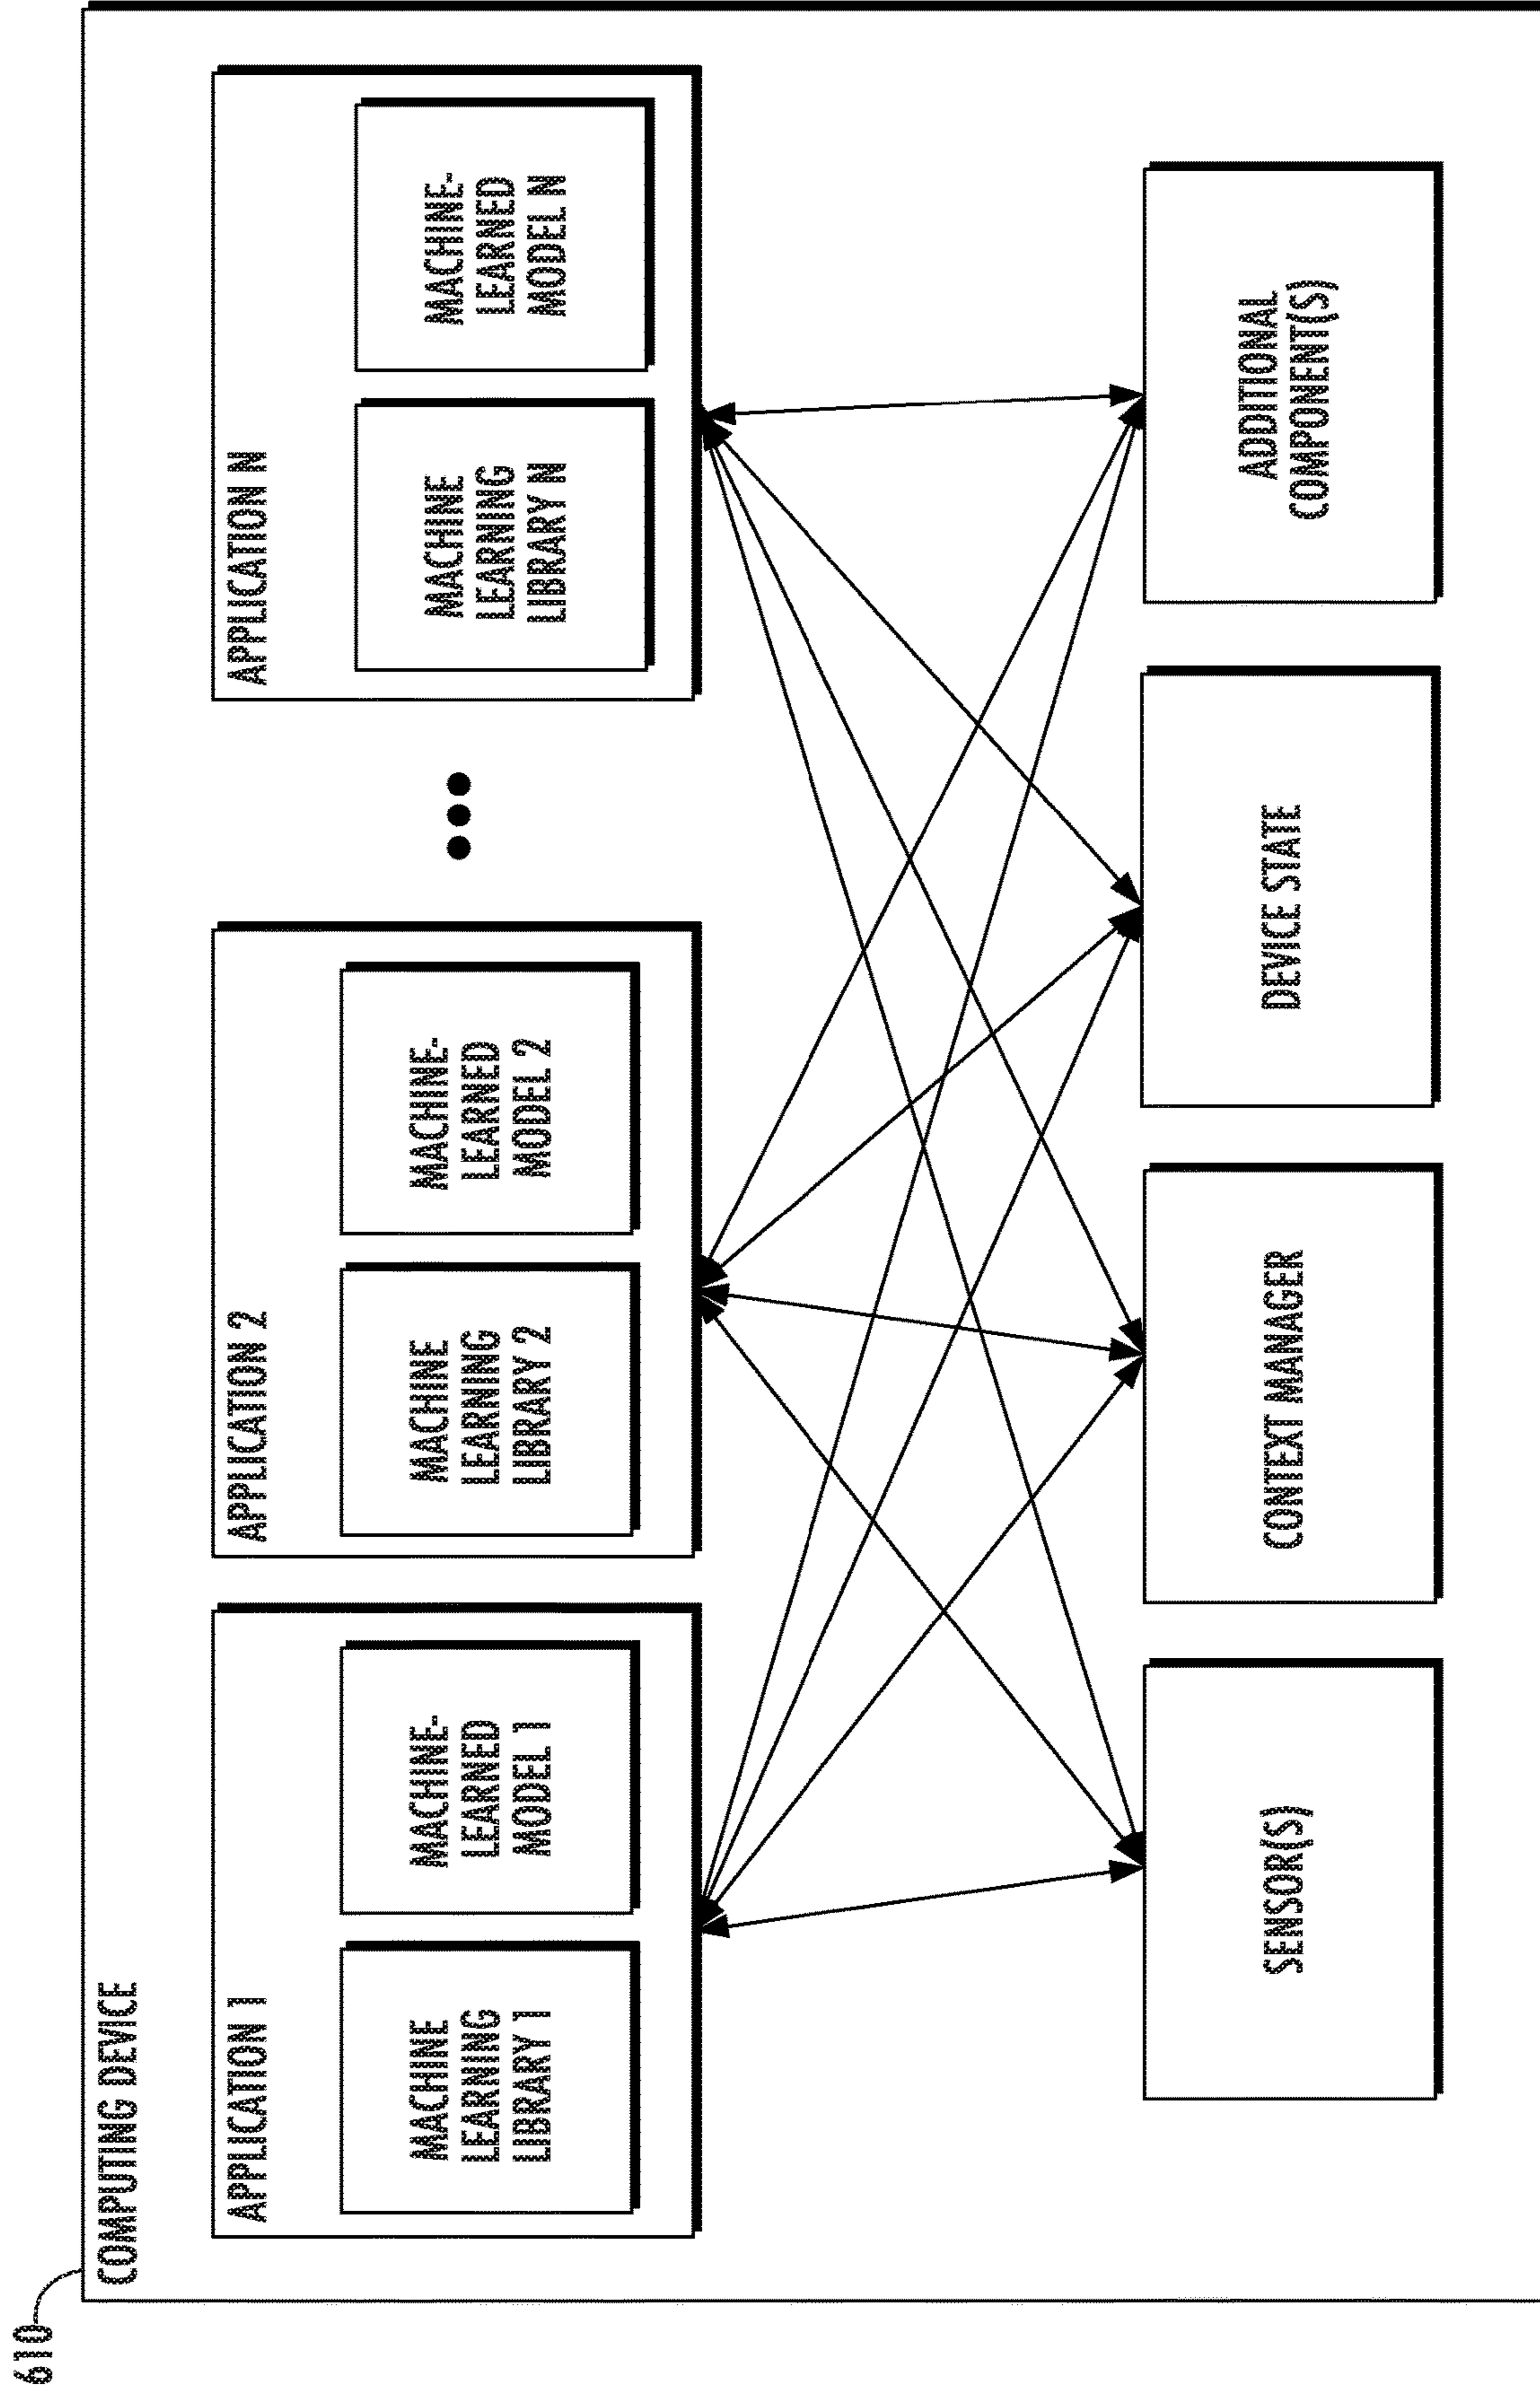 610
COMPUTING DEVICE
APPLICATION 1
MACHINE
LEARNING
LIBRARY 1
MACHINE-
LEARNED
MODEL 1
APPLICATION 2
MACHINE
LEARNING
LIBRARY 2
MACHINE-
LEARNED
MODEL 2
APPLICATION N
MACHINE
LEARNING
LIBRARY N
MACHINE-
LEARNED
MODEL N
SENSOR(S)
CONTEXT MANAGER
DEVICE STATE
ADDITIONAL
COMPONENT(S)